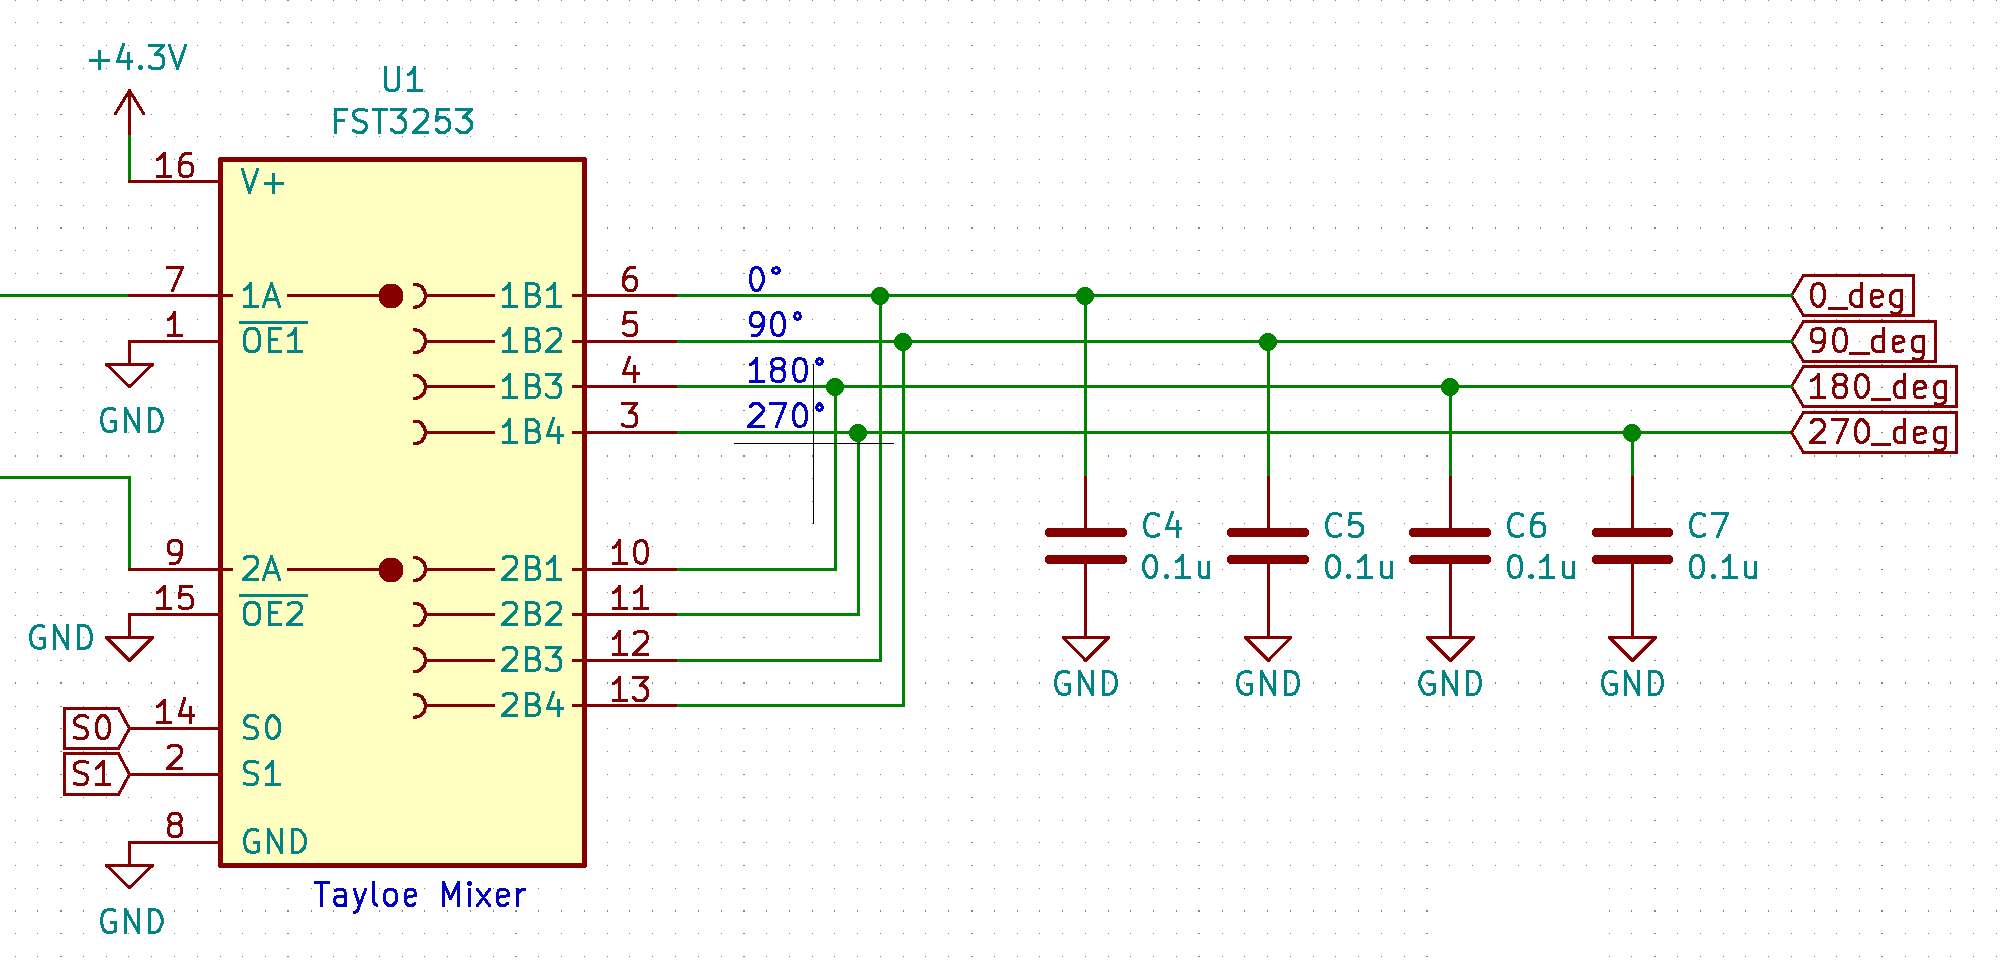 +4.3V
U1
FST3253
16
V+
7
1A
1
OE1
GND
9
2A
15
OE2
GND
S0
14
S0
S1
2
S1
8
GND
GND
1B1
6
0°
1B2
5
90°
1B3
4
180°
1B4
3
270°
2B1
10
2B2
11
2B3
12
2B4
13
0_deg
90_deg
180_deg
270_deg
C4
0.1u
GND
C5
0.1u
GND
C6
0.1u
GND
C7
0.1u
GND
Tayloe Mixer